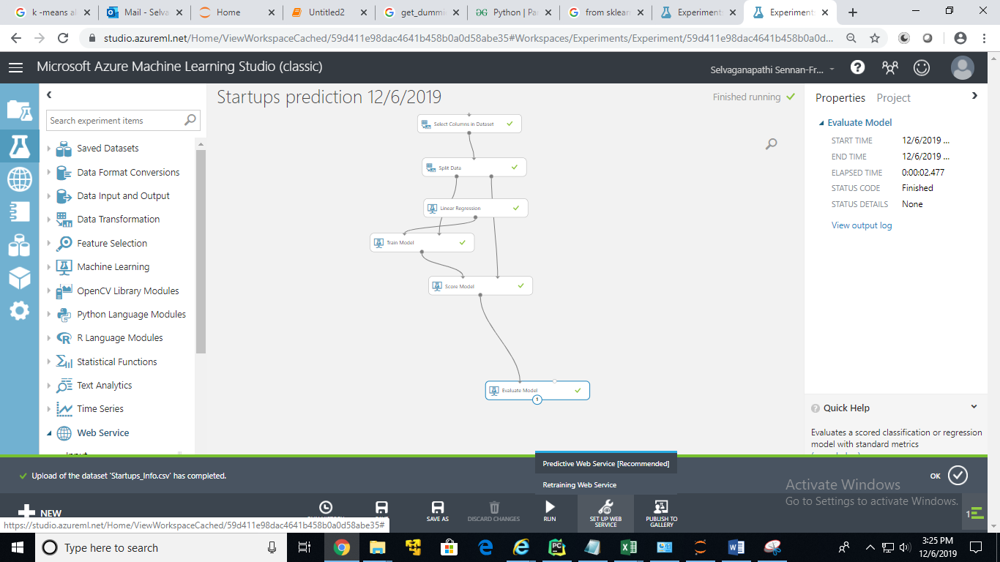 k -means al
Mail - Selva
Home
Untitled2
get_dummi
Python | Pa
from sklearn
Experiments
Experiments
studio.azureml.net/Home/ViewWorkspaceCached/59d411e98dac4641b458b0a0d58abe35#Workspaces/Experiments/Experiment/59d411e98dac4641b458b0a0d...
Microsoft Azure Machine Learning Studio (classic)
Selvaganapathi Sennan-Fr...
Search experiment items
Saved Datasets
Data Format Conversions
Data Input and Output
Data Transformation
Feature Selection
Machine Learning
OpenCV Library Modules
Python Language Modules
R Language Modules
Statistical Functions
Text Analytics
Time Series
Web Service
Input
Startups prediction 12/6/2019
Finished running
Select Columns in Dataset
Split Data
Linear Regression
Train Model
Score Model
Evaluate Model
1
Properties Project
Evaluate Model
START TIME 12/6/2019 ...
END TIME 12/6/2019 ...
ELAPSED TIME 0:00:02.477
STATUS CODE Finished
STATUS DETAILS None
View output log
Quick Help
Evaluates a scored classification or regression
model with standard metrics
Predictive Web Service [Recommended]
Retraining Web Service
Upload of the dataset 'Startups_Info.csv' has completed.
OK
Activate Windows
Go to Settings to activate Windows.
NEW
SAVE AS
DISCARD CHANGES
RUN
SET UP WEB
SERVICE
PUBLISH TO
GALLERY
1
https://studio.azureml.net/Home/ViewWorkspaceCached/59d411e98dac4641b458b0a0d58abe35#
Type here to search
3:25 PM
12/6/2019